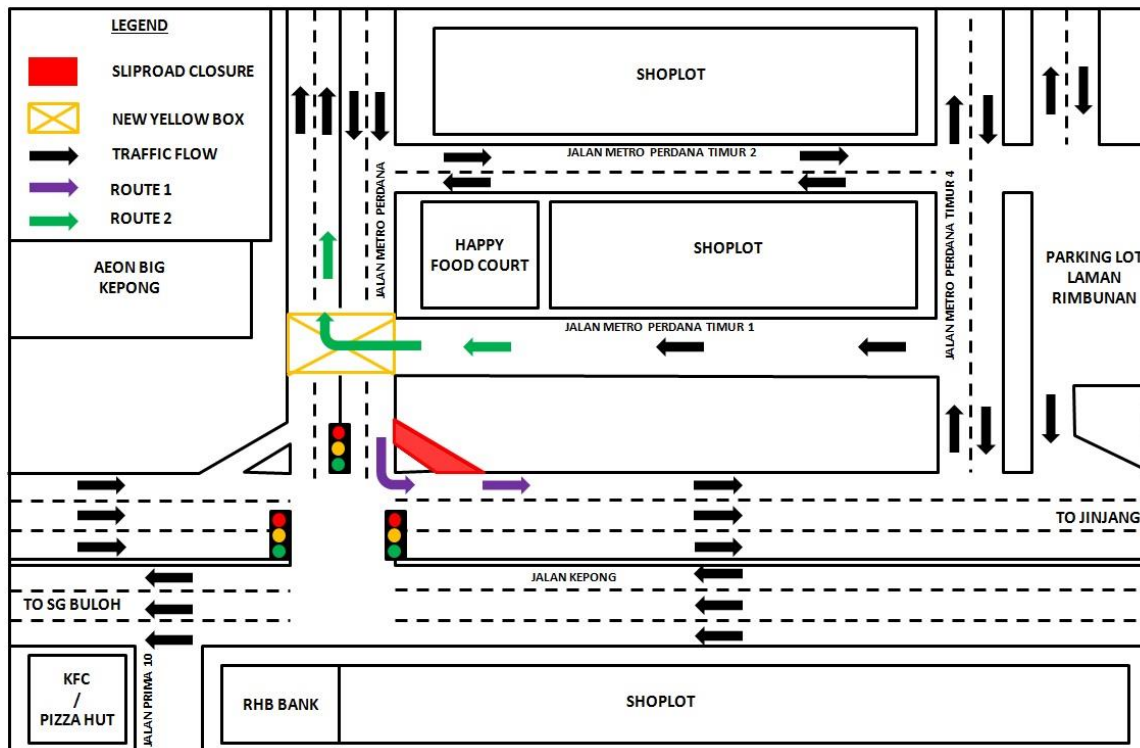 LEGEND
SLIPROAD CLOSURE
NEW YELLOW BOX
TRAFFIC FLOW
ROUTE 1
ROUTE 2
SHOPLOT
JALAN METRO PERDANA TIMUR 2
JALAN METRO PERDANA
JALAN METRO PERDANA TIMUR 4
AEON BIG
KEPONG
HAPPY
FOOD COURT
SHOPLOT
PARKING LOT
LAMAN
RIMBUNAN
JALAN METRO PERDANA TIMUR 1
TO JINJANG
JALAN KEPONG
TO SG BULOH
KFC
/
PIZZA HUT
JALAN PRIMA 10
RHB BANK
SHOPLOT